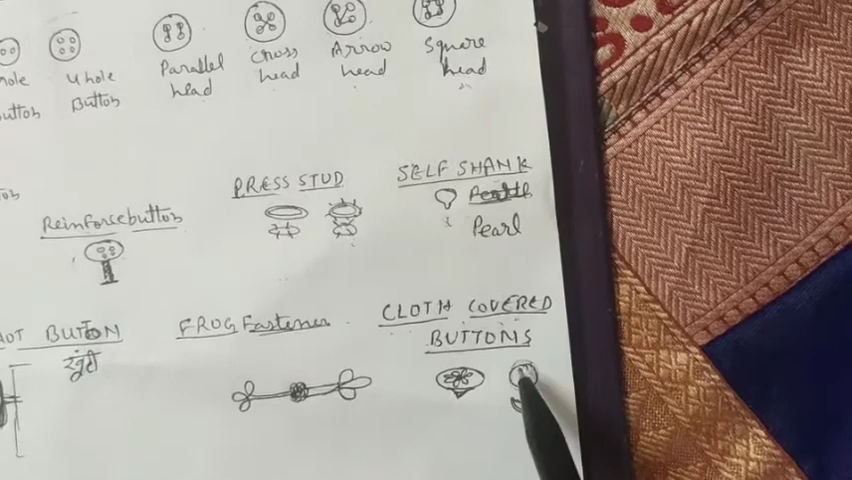 hole
button
4 hole
Button
Parallel
head
Cross
head
Arrow
head
Square
head
Reinforsebutton
PRESS STUD
SELF SHANK
Pearl
BUTTON
खूंटी
FROG Fastener
CLOTH COVERED
BUTTONS